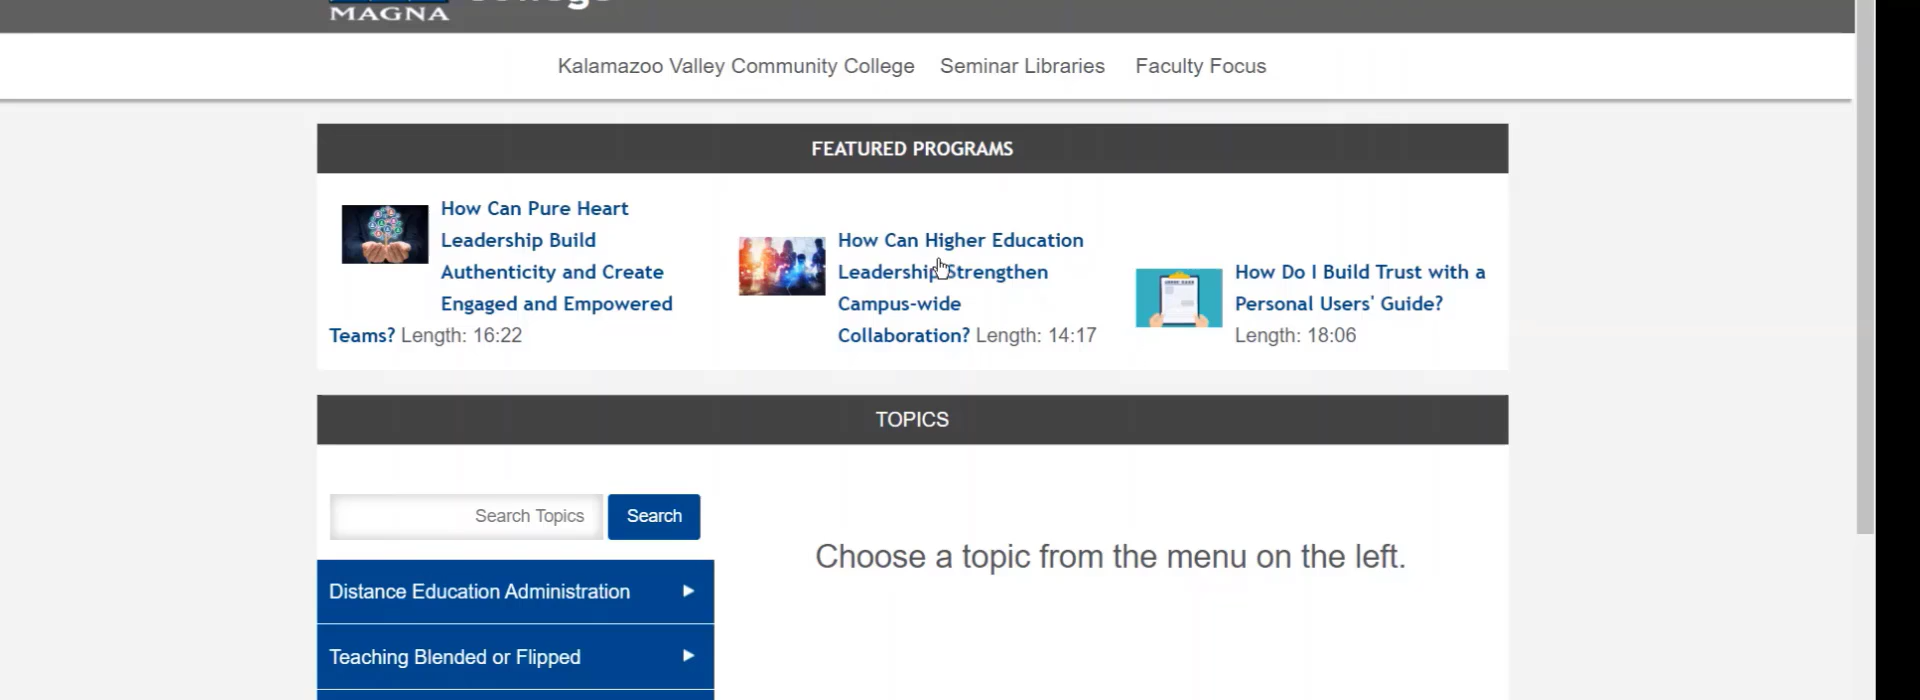 MAGNA
Kalamazoo Valley Community College Seminar Libraries Faculty Focus
FEATURED PROGRAMS
How Can Pure Heart
Leadership Build
Authenticity and Create
Engaged and Empowered
Teams? Length: 16:22
How Can Higher Education
Leadership Strengthen
Campus-wide
Collaboration? Length: 14:17
How Do I Build Trust with a
Personal Users' Guide?
Length: 18:06
TOPICS
Search Topics Search
Choose a topic from the menu on the left.
Distance Education Administration
Teaching Blended or Flipped